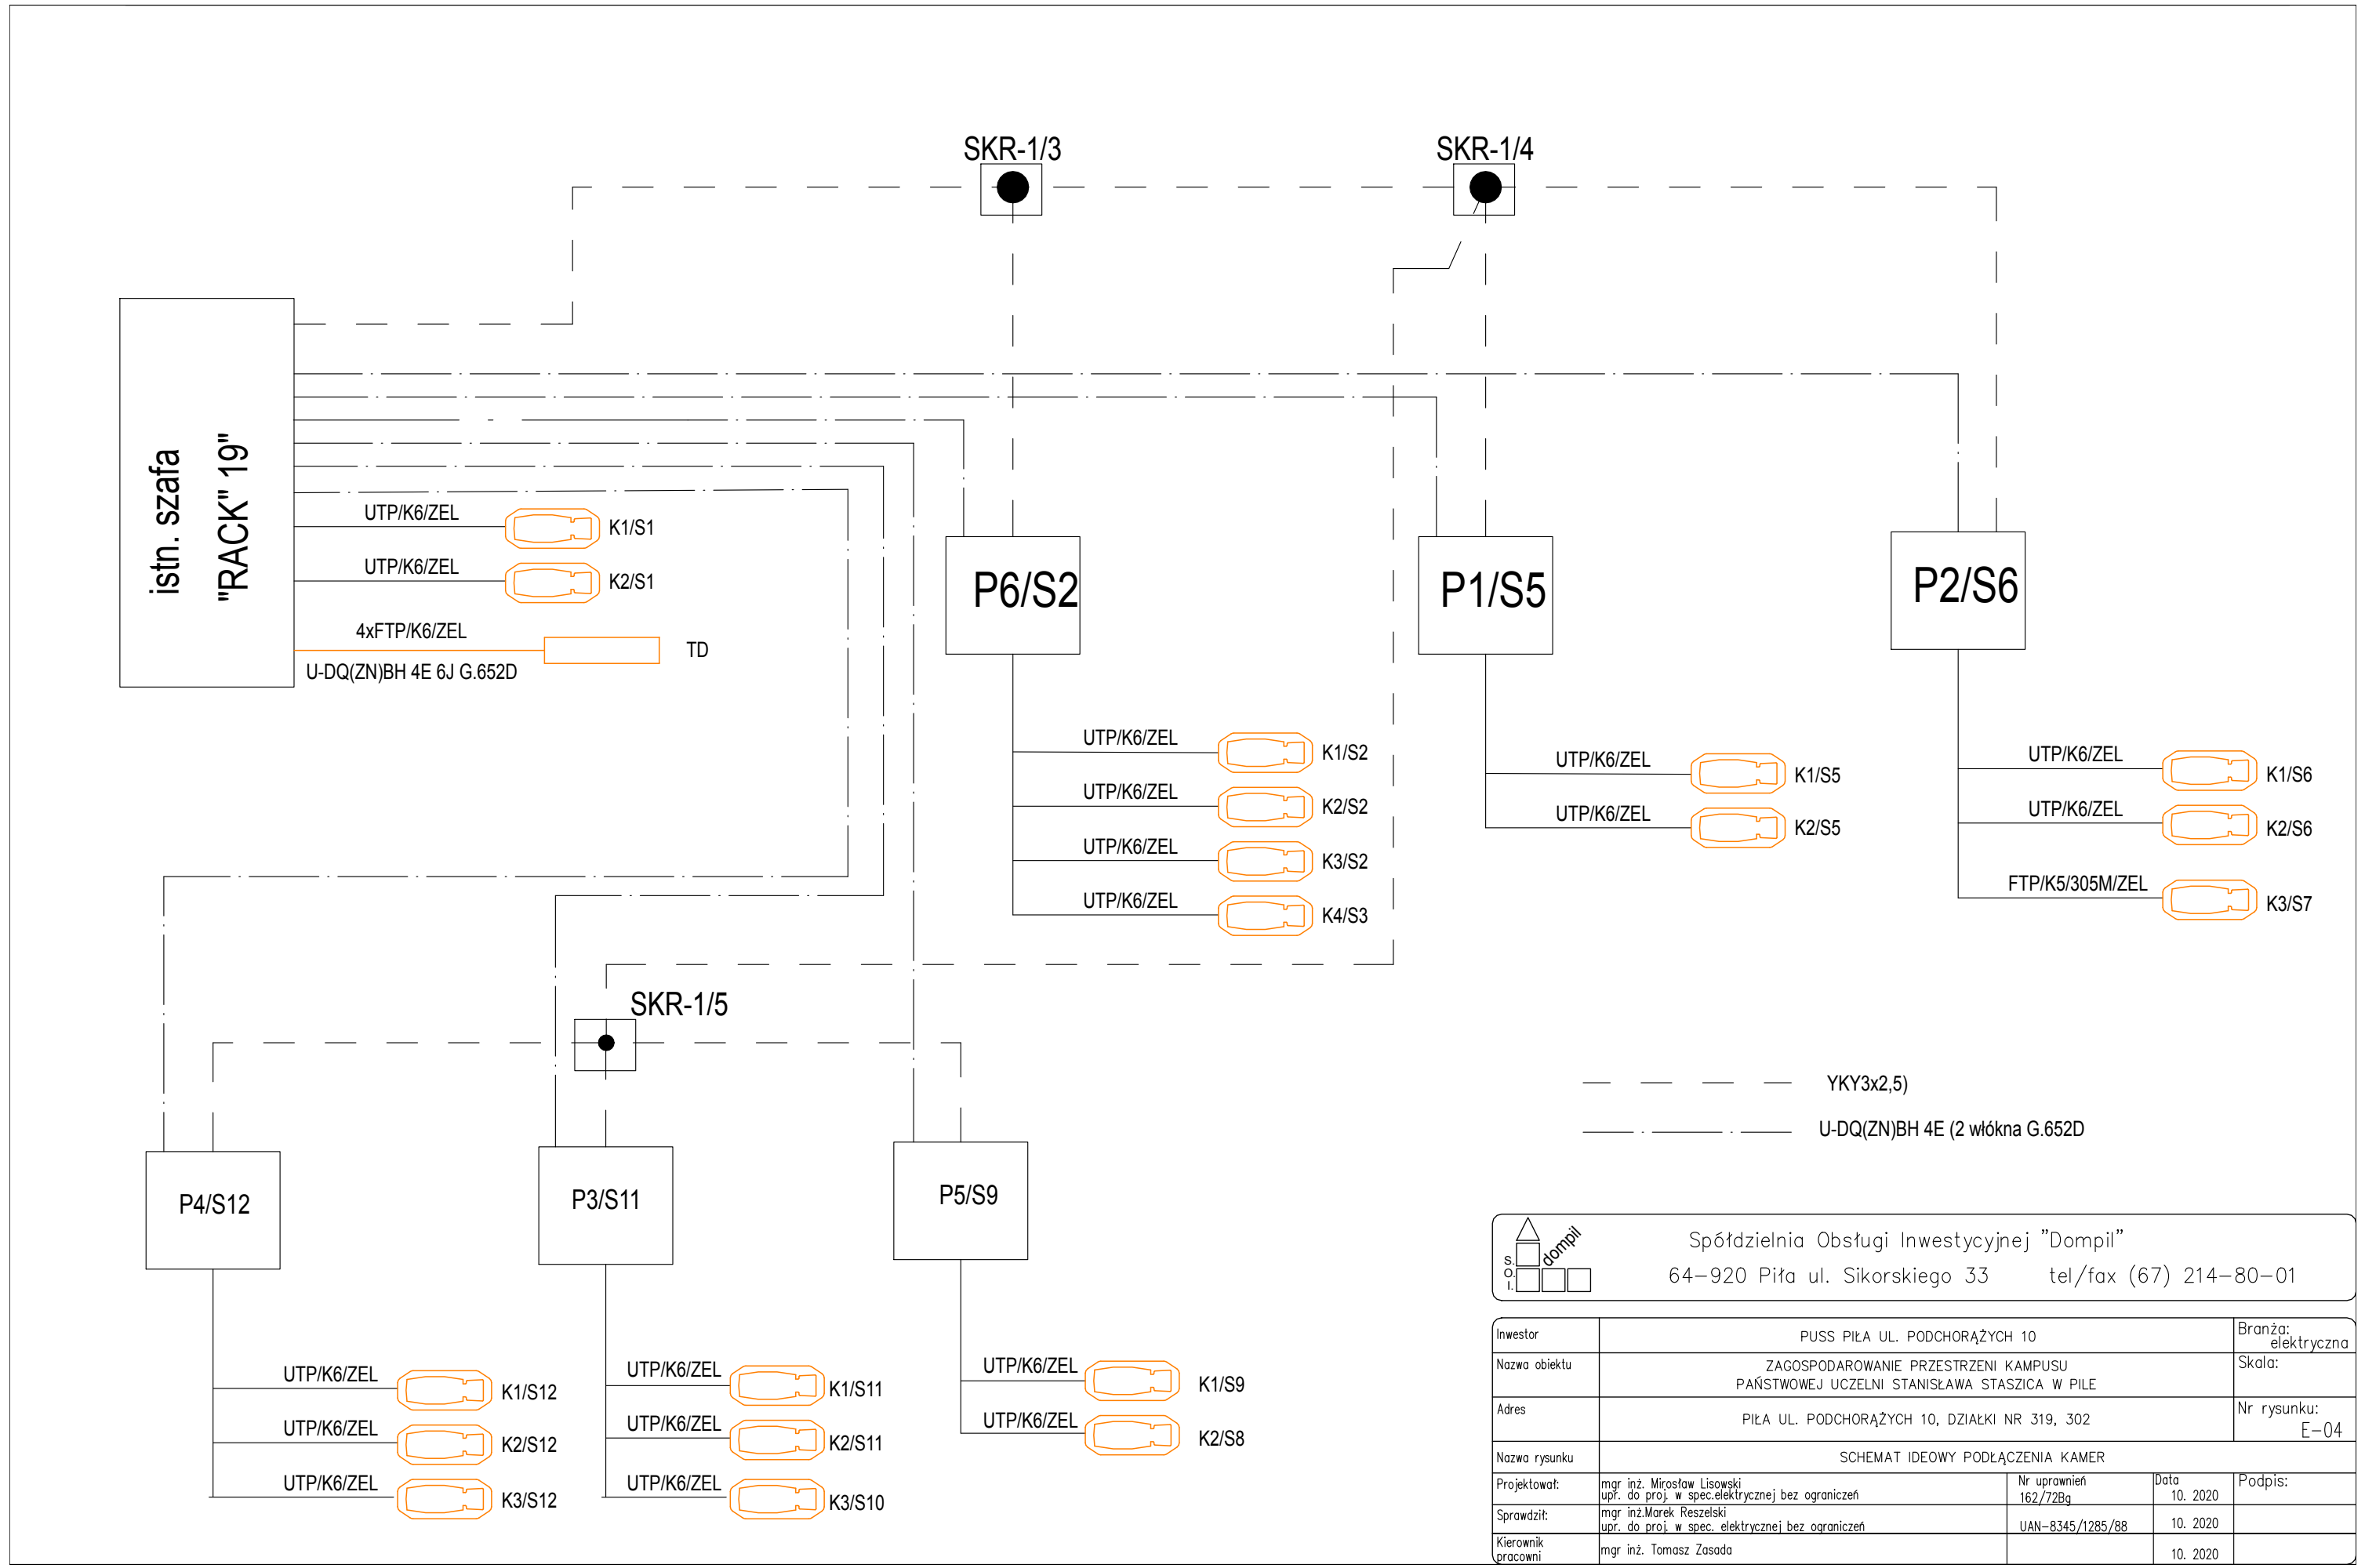 SKR-1/3
SKR-1/4
istn. szafa
"RACK" 19"
UTP/K6/ZEL
K1/S1
UTP/K6/ZEL
K2/S1
4xFTP/K6/ZEL
TD
U-DQ(ZN)BH 4E 6J G.652D
P6/S2
P1/S5
P2/S6
UTP/K6/ZEL
K1/S2
UTP/K6/ZEL
K2/S2
UTP/K6/ZEL
K3/S2
UTP/K6/ZEL
K4/S3
UTP/K6/ZEL
K1/S5
UTP/K6/ZEL
K2/S5
UTP/K6/ZEL
K1/S6
UTP/K6/ZEL
K2/S6
FTP/K5/305M/ZEL
K3/S7
SKR-1/5
P4/S12
P3/S11
P5/S9
UTP/K6/ZEL
K1/S12
UTP/K6/ZEL
K2/S12
UTP/K6/ZEL
K3/S12
UTP/K6/ZEL
K1/S11
UTP/K6/ZEL
K2/S11
UTP/K6/ZEL
K3/S10
UTP/K6/ZEL
K1/S9
UTP/K6/ZEL
K2/S8
YKY3x2,5)
U-DQ(ZN)BH 4E (2 włókna G.652D
S.
O.
I.
dompil
Spółdzielnia Obsługi Inwestycyjnej "Dompil"
64-920 Piła ul. Sikorskiego 33 tel/fax (67) 214-80-01
Inwestor
PUSS PIŁA UL. PODCHORĄŻYCH 10
Branża:
elektryczna
Nazwa obiektu
ZAGOSPODAROWANIE PRZESTRZENI KAMPUSU
PAŃSTWOWEJ UCZELNI STANISŁAWA STASZICA W PILE
Skala:
Adres
PIŁA UL. PODCHORĄŻYCH 10, DZIAŁKI NR 319, 302
Nr rysunku:
E-04
Nazwa rysunku
SCHEMAT IDEOWY PODŁĄCZENIA KAMER
Projektował:
mgr inż. Mirosław Lisowski
upr. do proj. w spec.elektrycznej bez ograniczeń
Nr uprawnień
162/72Bg
Data
10. 2020
Podpis:
Sprawdził:
mgr inż.Marek Reszelski
upr. do proj. w spec. elektrycznej bez ograniczeń
UAN-8345/1285/88
10. 2020
Kierownik
pracowni
mgr inż. Tomasz Zasada
10. 2020